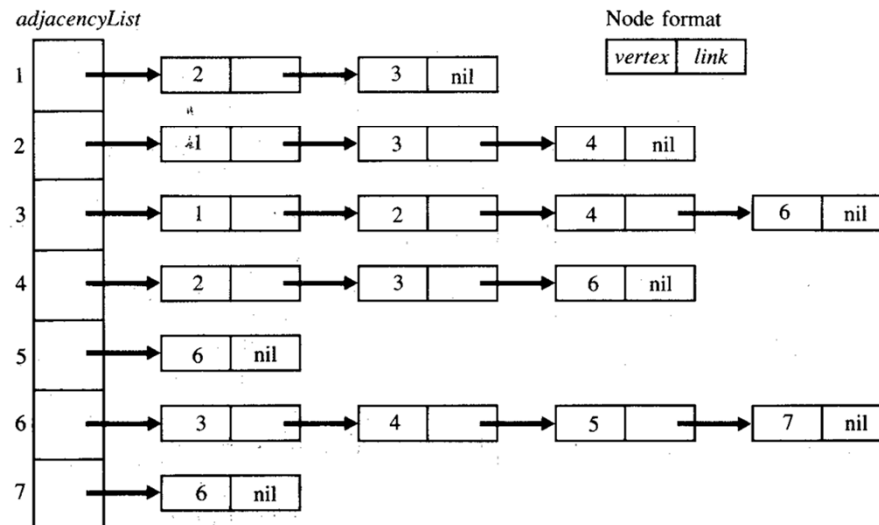 adjacencyList
Node format
vertex link
1 2 3 nil
2 1 3 4 nil
3 1 2 4 6 nil
4 2 3 6 nil
5 6 nil
6 3 4 5 7 nil
7 6 nil